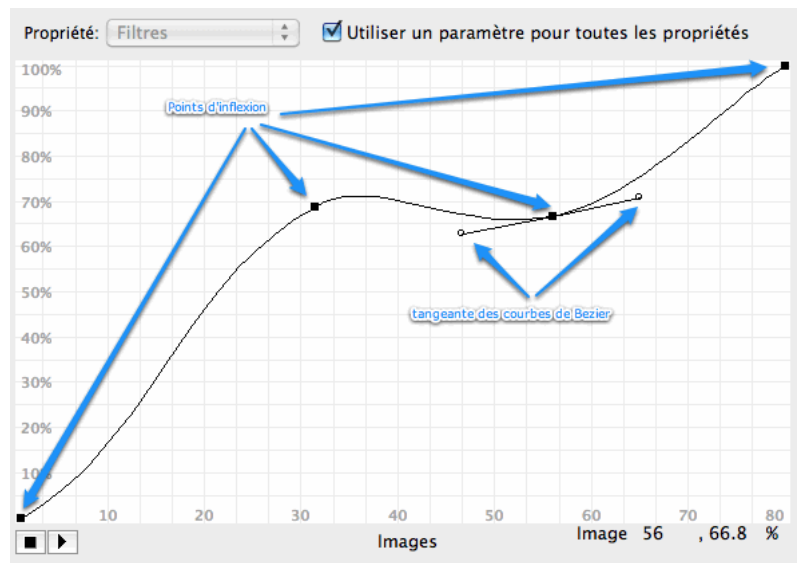 Propriété: Filtres Utiliser un paramètre pour toutes les propriétés
100%
90%
Points d'inflexion
80%
70%
60%
50%
tangeante des courbes de Bezier
40%
30%
20%
10%
10 20 30 40 50 60 70 80
Images
Image 56 , 66.8 %